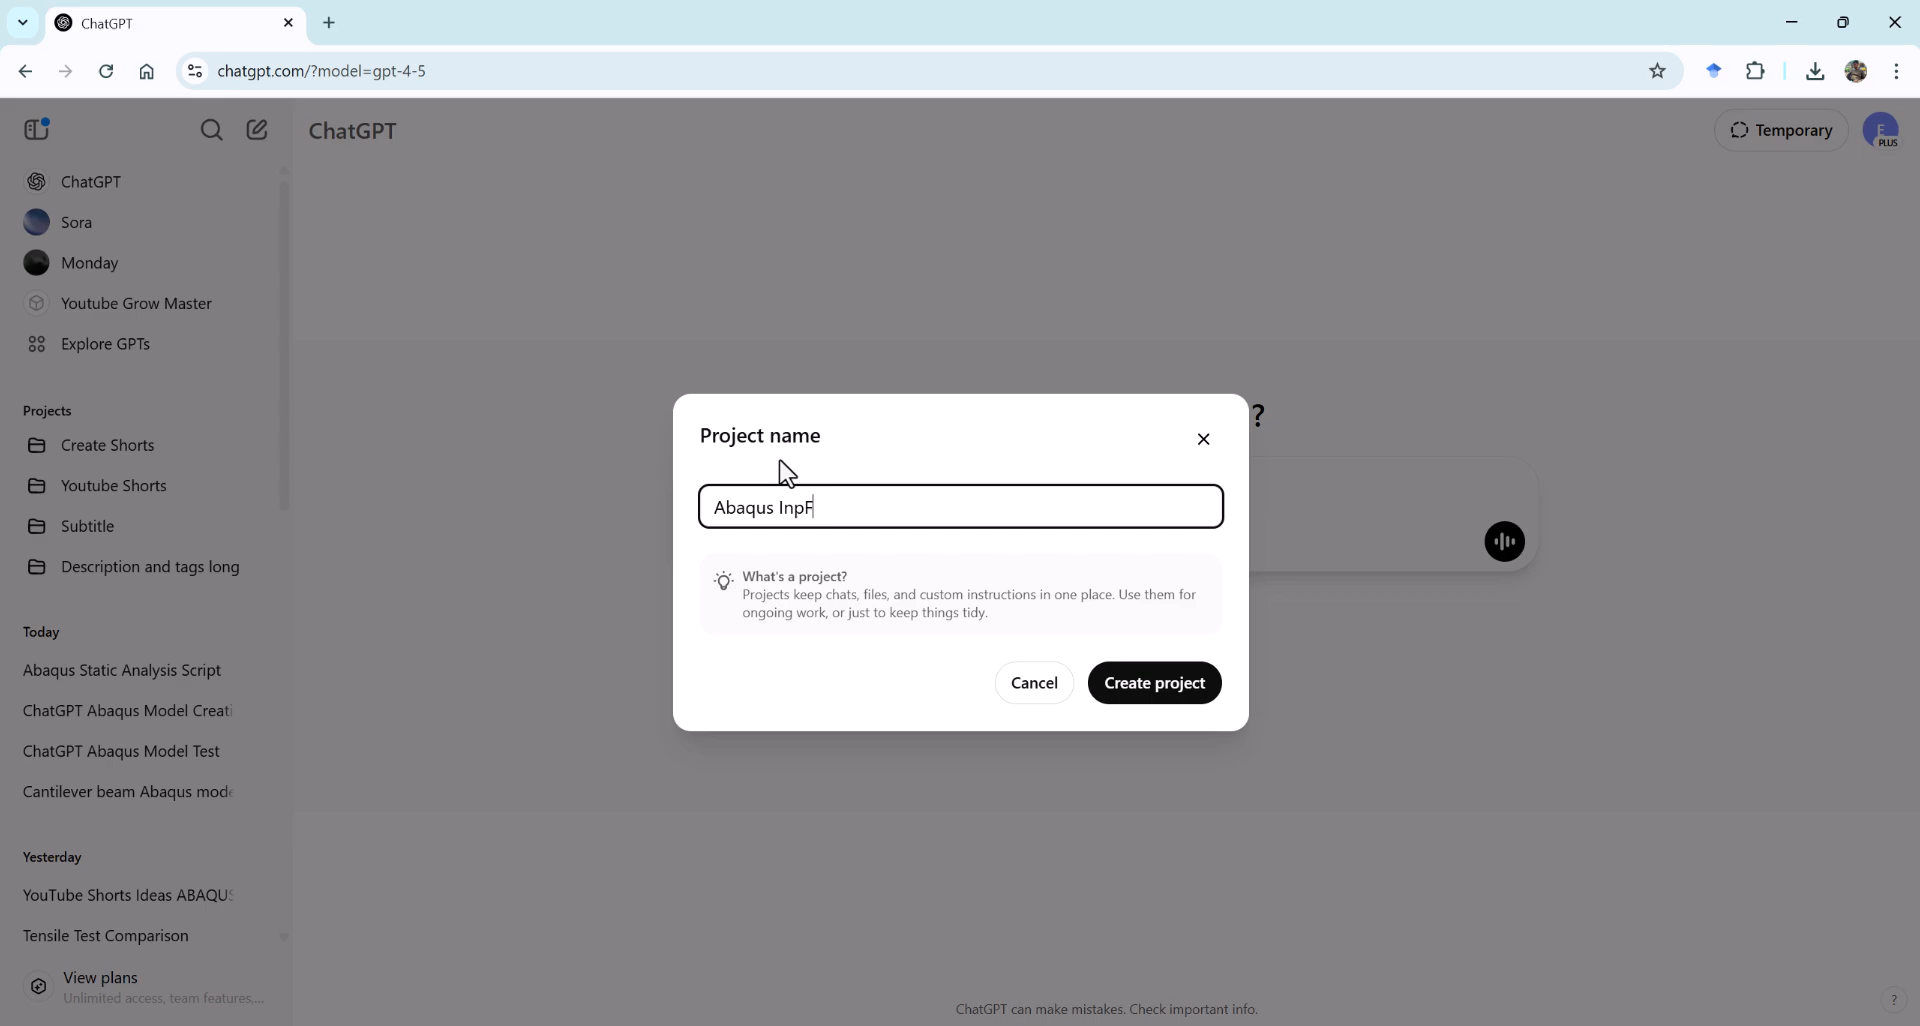 ChatGPT
chatgpt.com/?model=gpt-4-5
ChatGPT
Temporary
E
PLUS
ChatGPT
Sora
Monday
Youtube Grow Master
Explore GPTs
Projects
Create Shorts
Youtube Shorts
Subtitle
Description and tags long
Today
Abaqus Static Analysis Script
ChatGPT Abaqus Model Creati
ChatGPT Abaqus Model Test
Cantilever beam Abaqus mode
Yesterday
YouTube Shorts Ideas ABAQUS
Tensile Test Comparison
View plans
Unlimited access, team features,...
?
Project name
Abaqus InpF
What's a project?
Projects keep chats, files, and custom instructions in one place. Use them for
ongoing work, or just to keep things tidy.
Cancel
Create project
ChatGPT can make mistakes. Check important info.
?